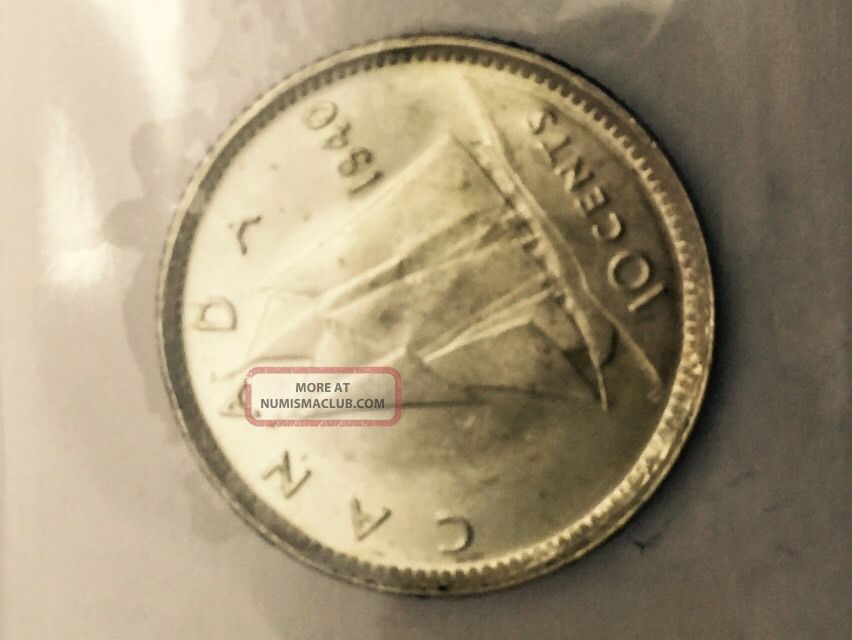 CANADA
1940
10 CENTS
MORE AT
NUMISMACLUB.COM